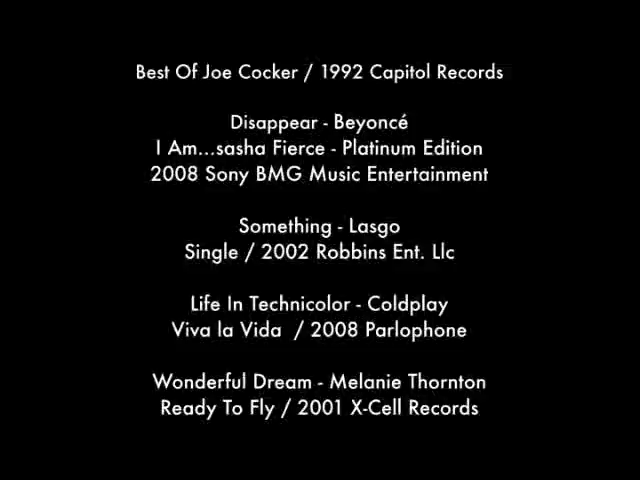 Best Of Joe Cocker / 1992 Capitol Records
Disappear - Beyoncé
I Am...sasha Fierce - Platinum Edition
2008 Sony BMG Music Entertainment
Something - Lasgo
Single / 2002 Robbins Ent. Llc
Life In Technicolor - Coldplay
Viva la Vida / 2008 Parlophone
Wonderful Dream - Melanie Thornton
Ready To Fly / 2001 X-Cell Records